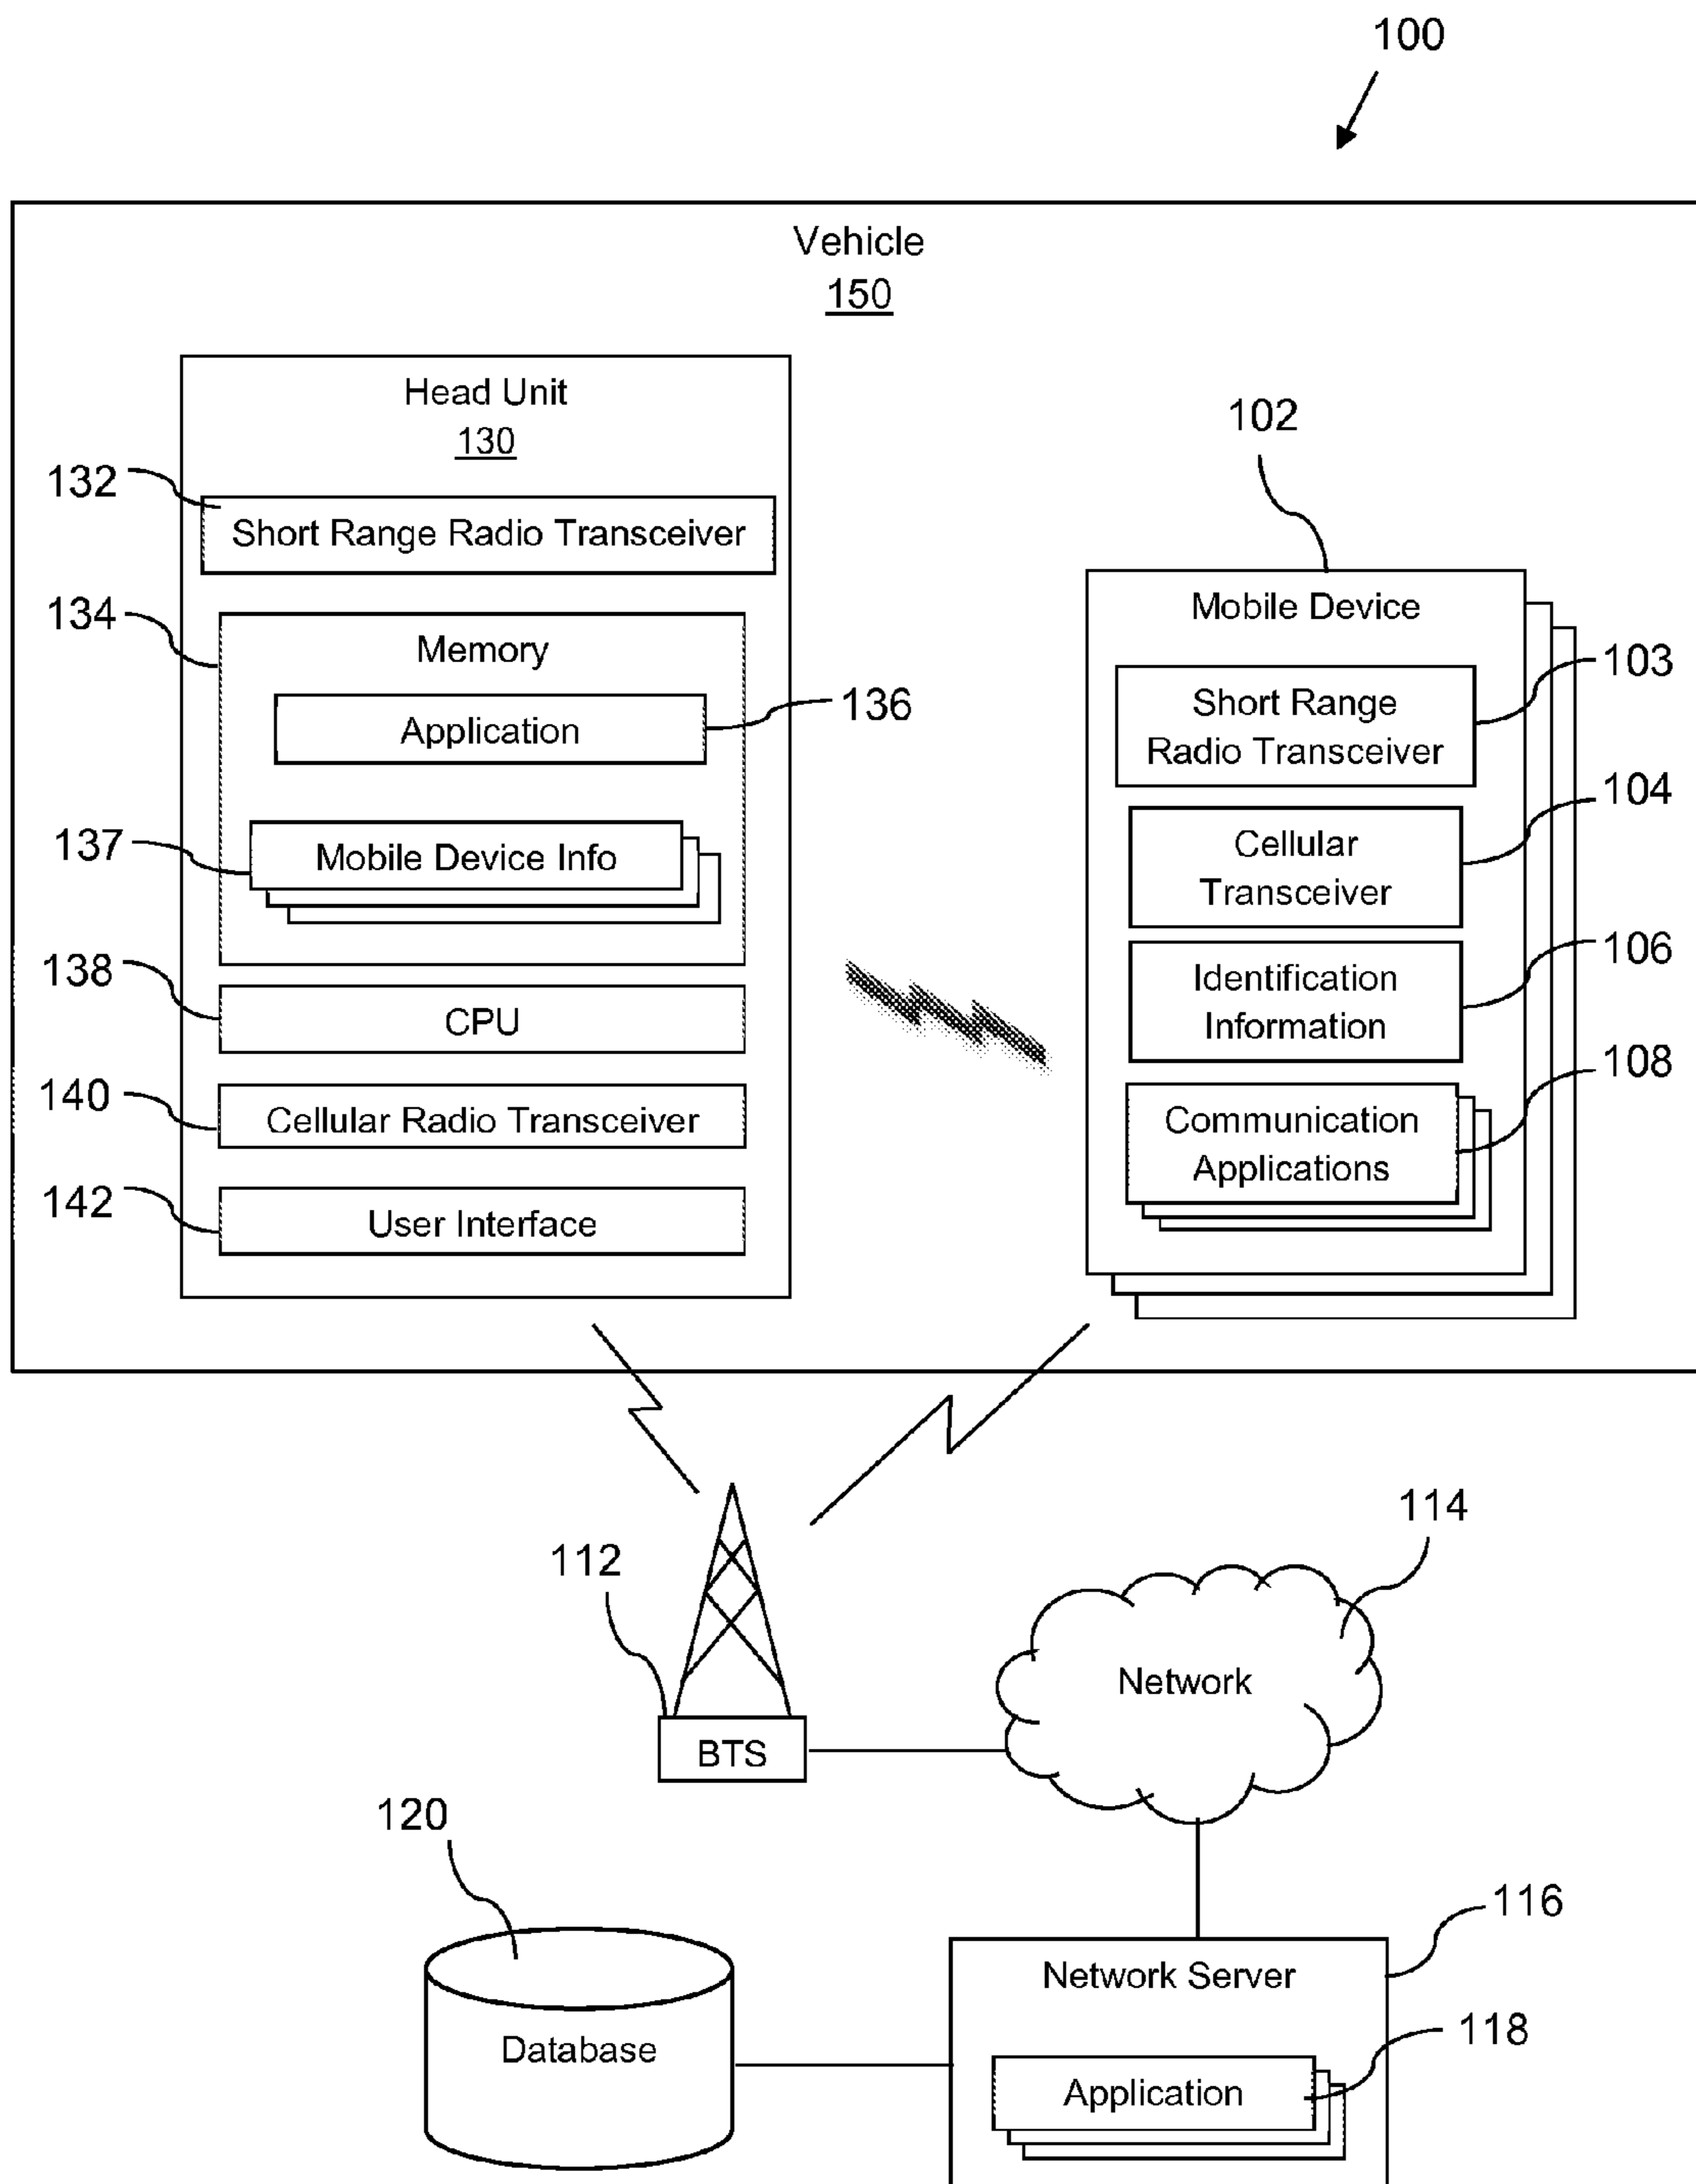 100
Vehicle
150
Head Unit
130
132
Short Range Radio Transceiver
134
Memory
Application
136
137
Mobile Device Info
138
CPU
140
Cellular Radio Transceiver
142
User Interface
102
Mobile Device
Short Range
Radio Transceiver
103
Cellular
Transceiver
104
Identification
Information
106
Communication
Applications
108
112
BTS
114
Network
120
Database
116
Network Server
118
Application